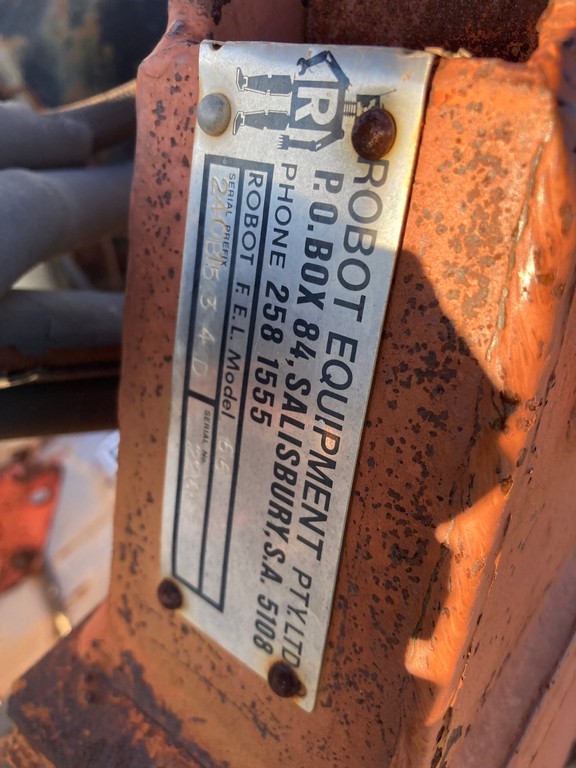 R
ROBOT EQUIPMENT PTY. LTD
P.O. BOX 84, SALISBURY, S.A. 5108
PHONE 258 1555
ROBOT F.E.L. Model
SERIAL PREFIX SERIAL No.